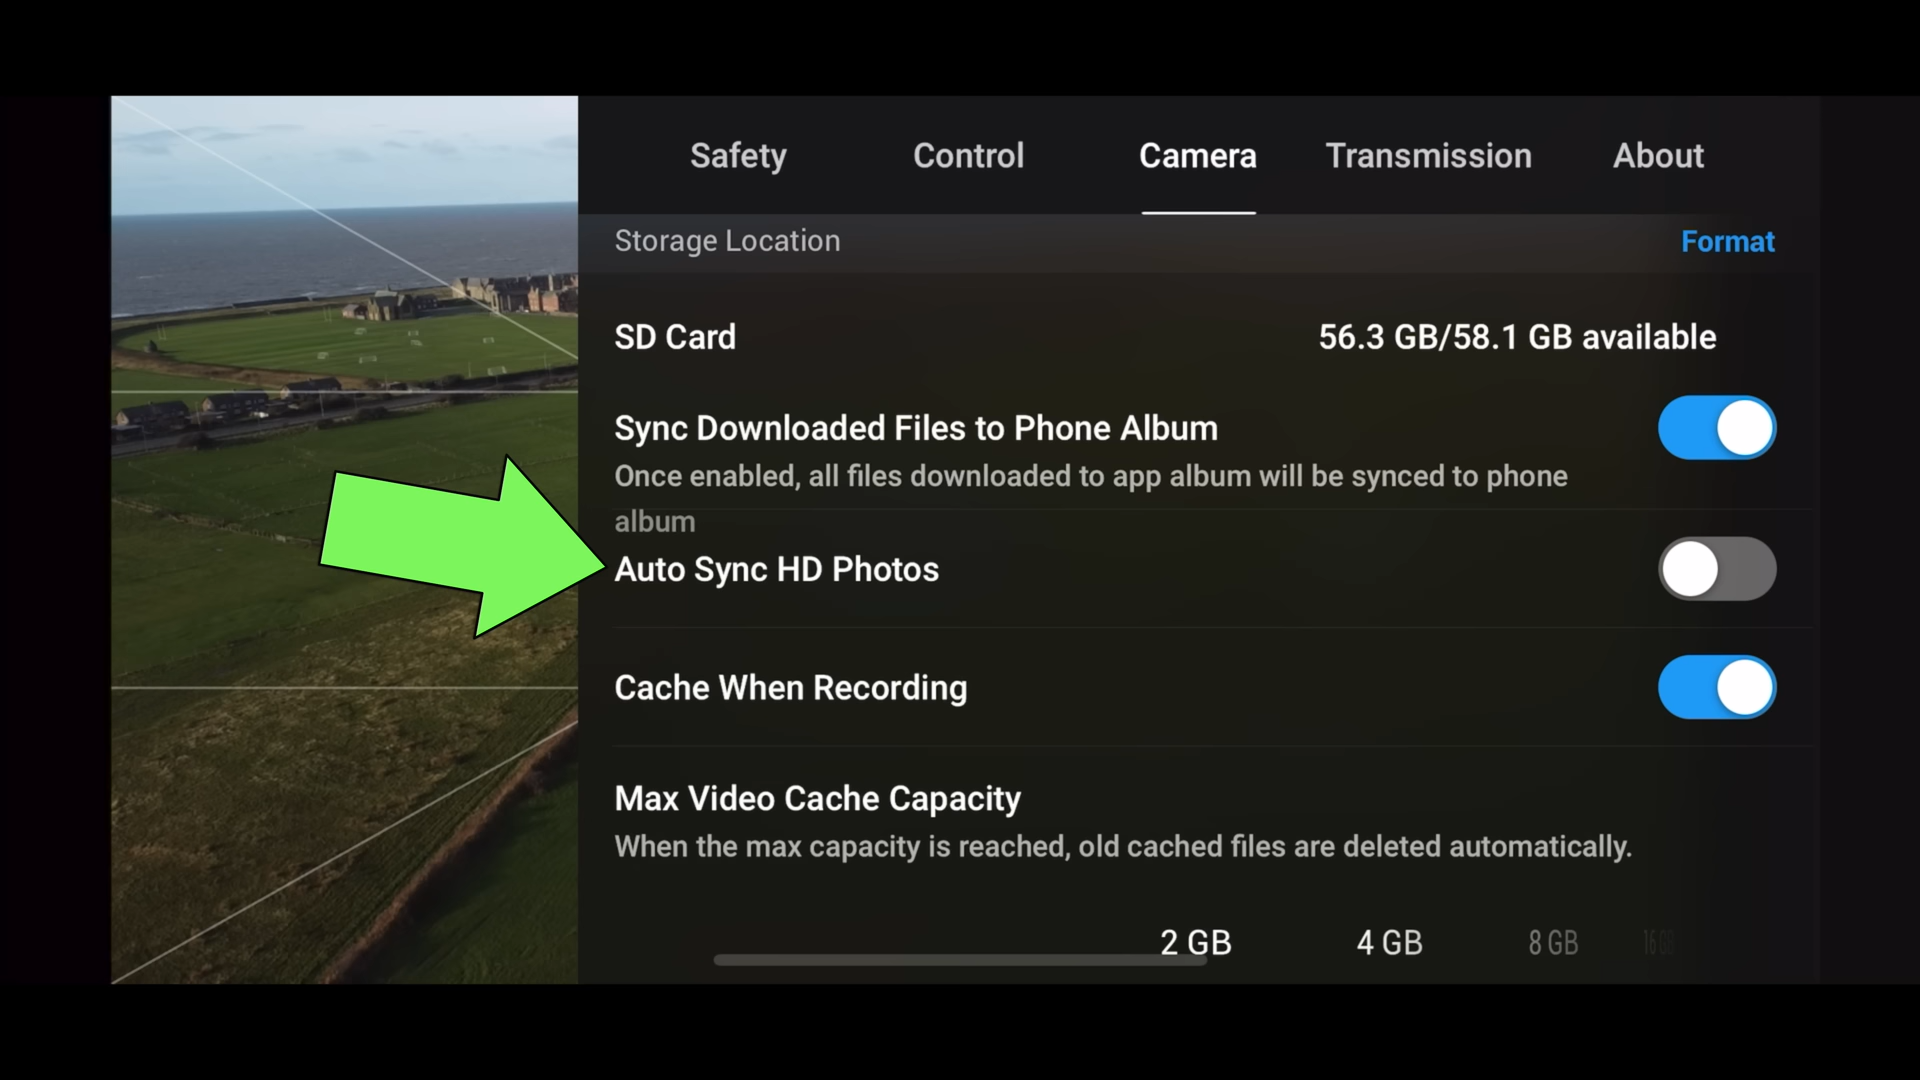 Safety Control Camera Transmission About
Storage Location Format
SD Card 56.3 GB/58.1 GB available
Sync Downloaded Files to Phone Album
Once enabled, all files downloaded to app album will be synced to phone
album
Auto Sync HD Photos
Cache When Recording
Max Video Cache Capacity
When the max capacity is reached, old cached files are deleted automatically.
2 GB 4 GB 8 GB 16 GB